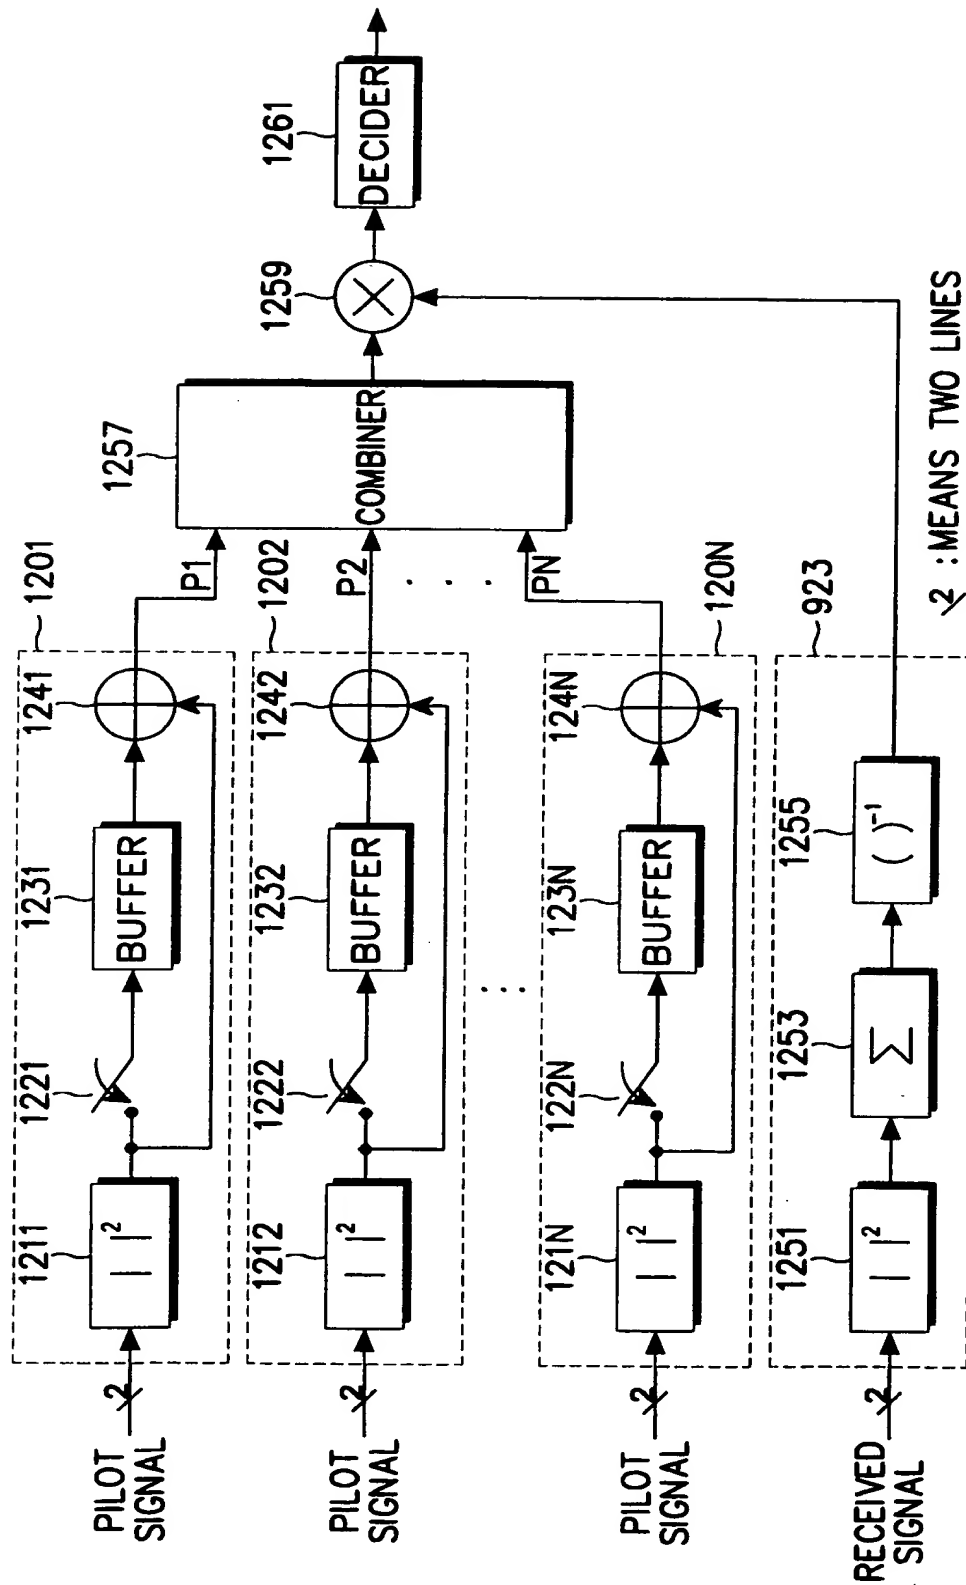 PILOT
SIGNAL
2
1211
| |²
1221
1231
BUFFER
1241
1201
P1
PILOT
SIGNAL
2
1212
| |²
1222
1232
BUFFER
1242
1202
P2
. . .
. . .
PILOT
SIGNAL
2
121N
| |²
122N
123N
BUFFER
124N
120N
PN
RECEIVED
SIGNAL
2
1251
| |²
1253
Σ
1255
( )⁻¹
923
1257
COMBINER
1259
1261
DECIDER
2 : MEANS TWO LINES